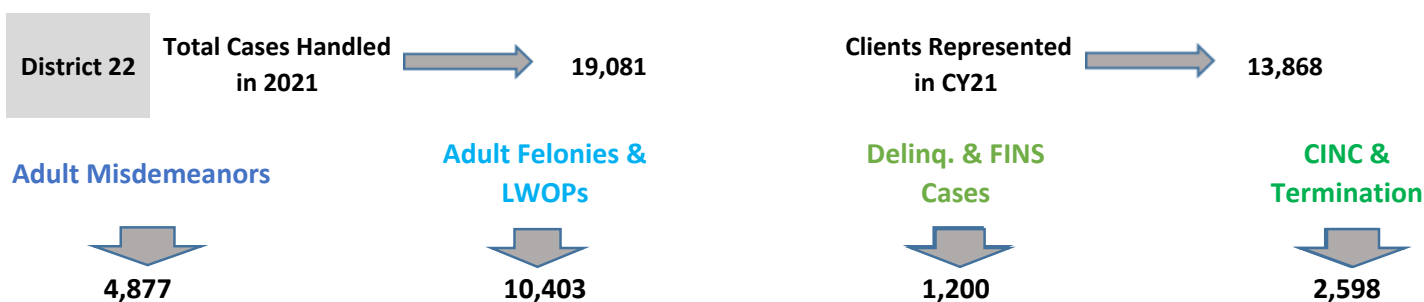 District 22
Total Cases Handled
in 2021
19,081
Clients Represented
in CY21
13,868
Adult Misdemeanors
4,877
Adult Felonies &
LWOPs
10,403
Delinq. & FINS
Cases
1,200
CINC &
Termination
2,598